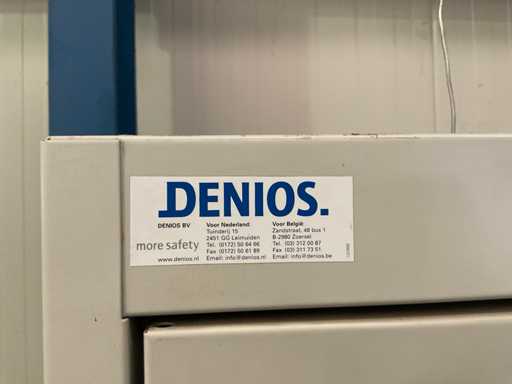 DENIOS.
DENIOS BV
more safety
www.denios.nl
Voor Nederland:
Tuinderij 15
2451 GG Leimuiden
Tel. (0172) 50 64 66
Fax (0172) 50 61 89
Email: info@denios.nl
Voor België:
Zandstraat, 48 bus 1
B-2980 Zoersel
Tel. (03) 312 00 87
Fax (03) 311 73 51
Email: info@denios.be